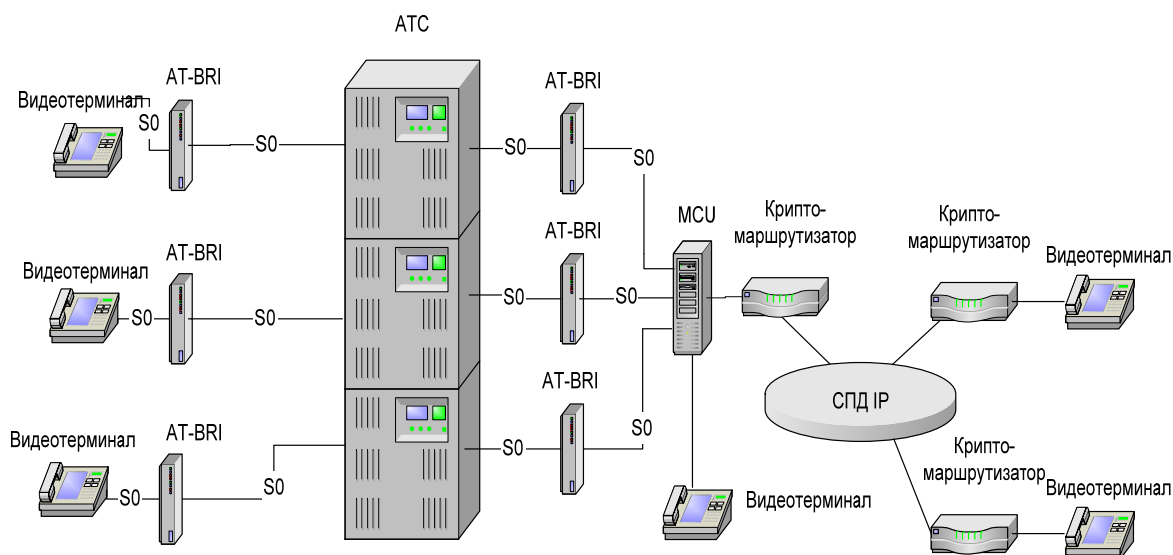 АТС
AT-BRI
AT-BRI
Видеотерминал
S0
S0
S0
S0
MCU
Крипто-
маршрутизатор
Крипто-
маршрутизатор
Видеотерминал
AT-BRI
AT-BRI
Видеотерминал
S0
S0
S0
S0
AT-BRI
СПД IP
Видеотерминал
AT-BRI
S0
S0
S0
S0
Видеотерминал
Крипто-
маршрутизатор
Видеотерминал